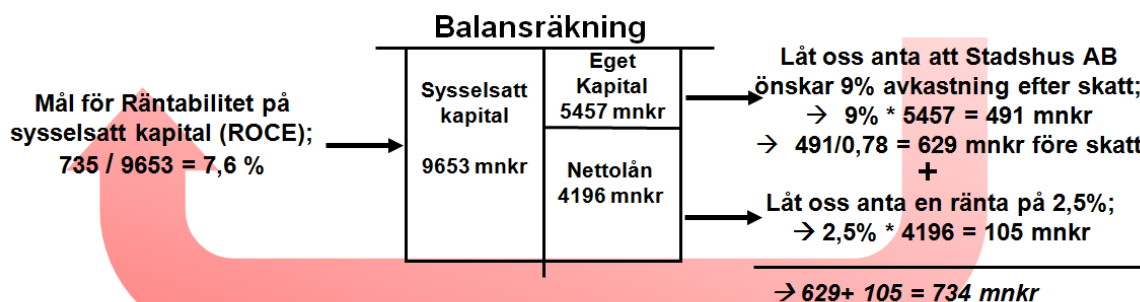 Balansräkning
Mål för Räntabilitet på
sysselsatt kapital (ROCE);
735 / 9653 = 7,6 %
Sysselsatt
kapital
9653 mnkr
Eget
Kapital
5457 mnkr
Nettolån
4196 mnkr
Låt oss anta att Stadshus AB
önskar 9% avkastning efter skatt;
→ 9% * 5457 = 491 mnkr
→ 491/0,78 = 629 mnkr före skatt
+
Låt oss anta en ränta på 2,5%;
→ 2,5% * 4196 = 105 mnkr
→ 629+ 105 = 734 mnkr